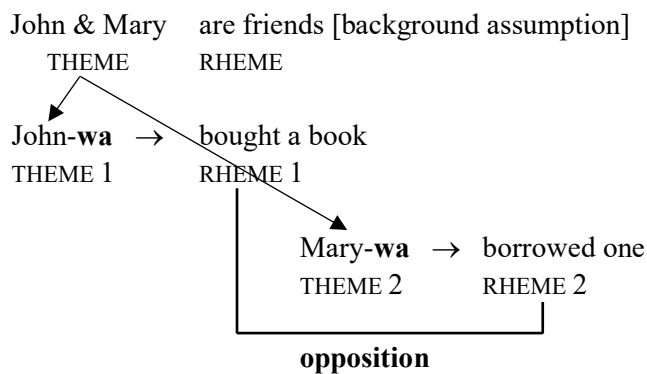 John & Mary are friends [background assumption]
THEME RHEME
John-wa → bought a book
THEME 1 RHEME 1
Mary-wa → borrowed one
THEME 2 RHEME 2
opposition